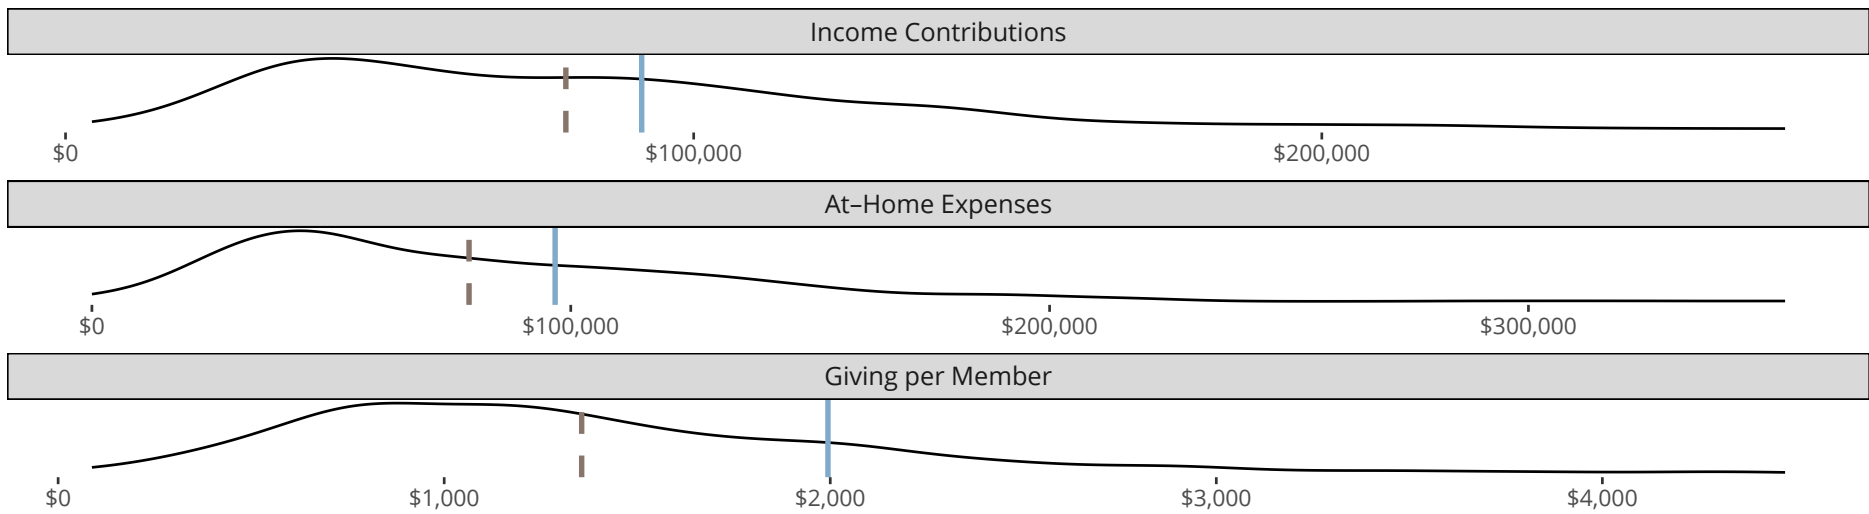 Income Contributions
$0 $100,000 $200,000
At–Home Expenses
$0 $100,000 $200,000 $300,000
Giving per Member
$0 $1,000 $2,000 $3,000 $4,000